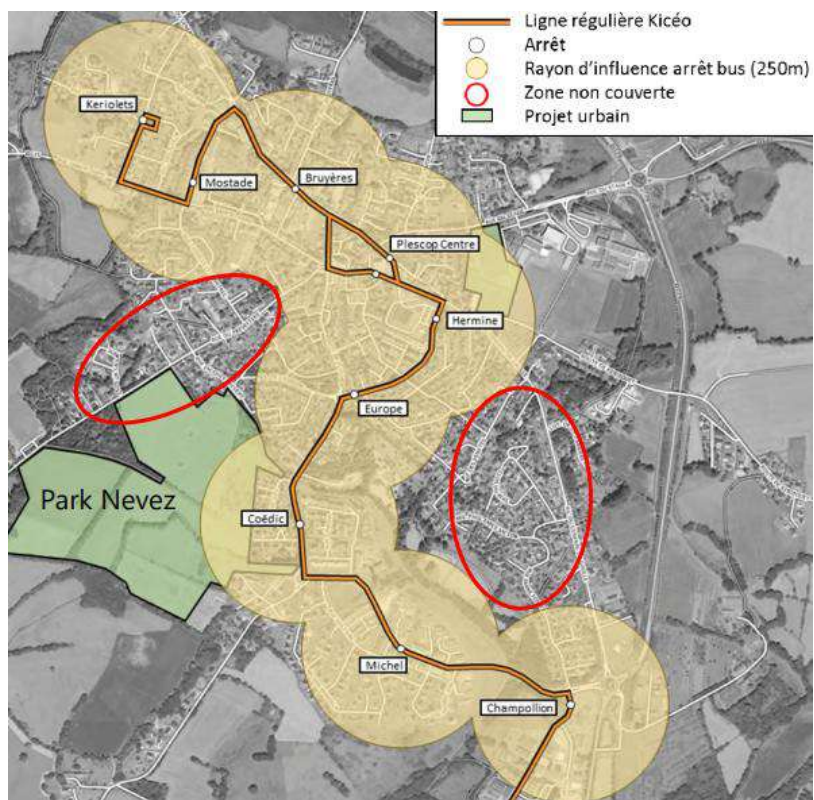 Ligne régulière Kicéo
Arrêt
Rayon d'influence arrêt bus (250m)
Zone non couverte
Projet urbain
Keriolets
Mostade
Bruyères
Plescop Centre
Hermine
Europe
Park Nevez
Coëdic
Michel
Champollion